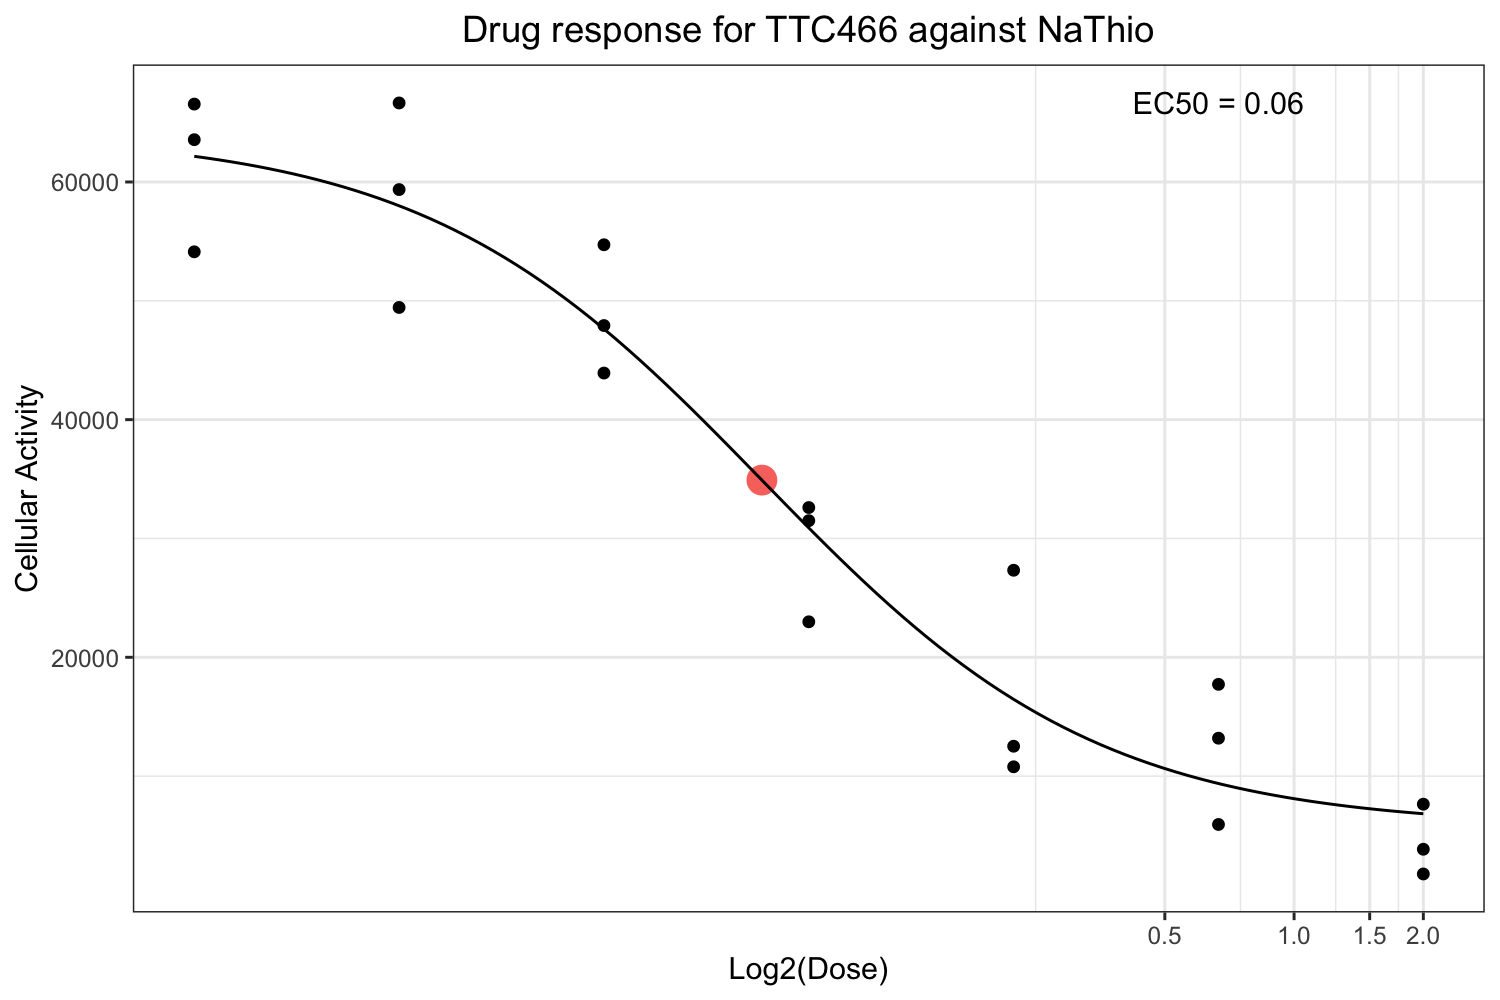 Drug response for TTC466 against NaThio
EC50 = 0.06
60000
40000
20000
Cellular Activity
0.5 1.0 1.5 2.0
Log2(Dose)